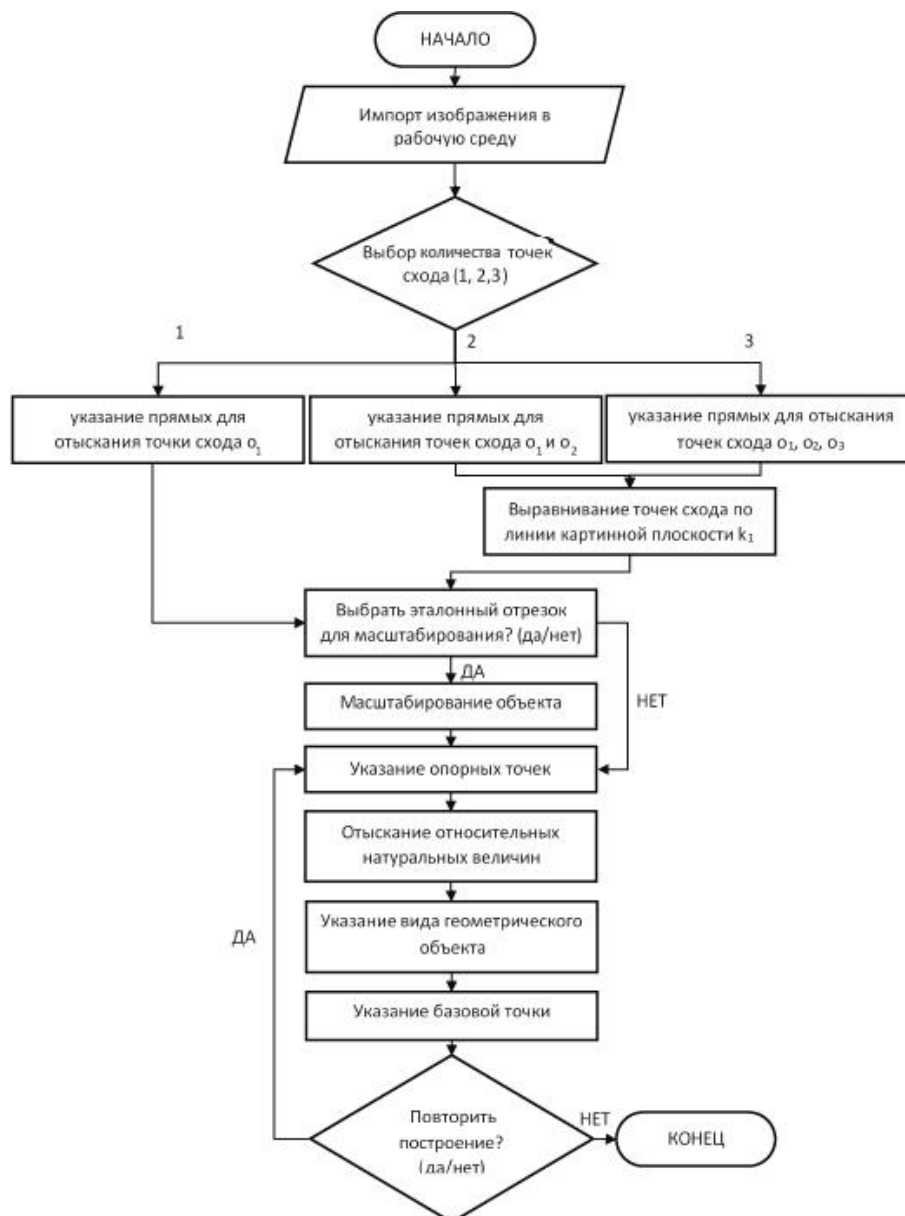 НАЧАЛО
Импорт изображения в
рабочую среду
Выбор количества точек
схода (1, 2,3)
1
2
3
указание прямых для
отыскания точки схода o₁
указание прямых для
отыскания точек схода o₁ и o₂
указание прямых для отыскания
точек схода o₁, o₂, o₃
Выравнивание точек схода по
линии картинной плоскости k₁
Выбрать эталонный отрезок
для масштабирования? (да/нет)
ДА
НЕТ
Масштабирование объекта
Указание опорных точек
Отыскание относительных
натуральных величин
Указание вида геометрического
объекта
ДА
Указание базовой точки
Повторить
построение?
(да/нет)
НЕТ
КОНЕЦ